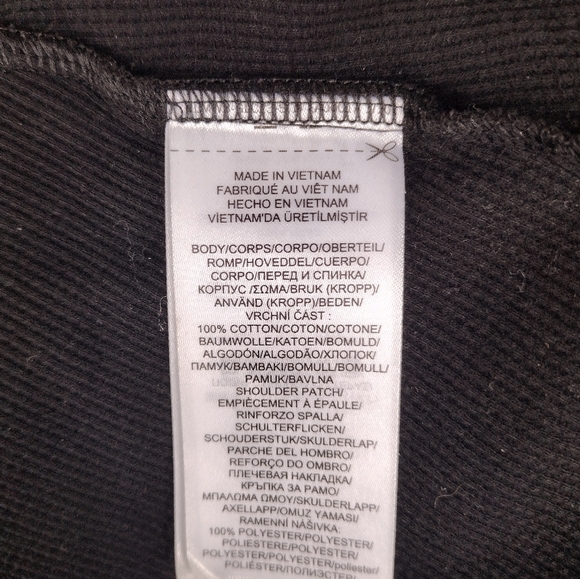 MADE IN VIETNAM
FABRIQUÉ AU VIÊT NAM
HECHO EN VIETNAM
VİETNAM'DA ÜRETİLMİŞTİR
BODY/CORPS/CORPO/OBERTEIL/
ROMP/HOVEDDEL/CUERPO/
CORPO/ПЕРЕД И СПИНКА/
КОРПУС /ΣΩΜΑ/BRUK (KROPP)/
ANVÄND (KROPP)/BEDEN/
VRCHNÍ ČÁST :
100% COTTON/COTON/COTONE/
BAUMWOLLE/KATOEN/BOMULD/
ALGODÓN/ALGODÃO/ХЛОПОК/
ПАМУК/ΒΑΜΒΑΚΙ/BOMULL/BOMULL/
PAMUK/BAVLNA
SHOULDER PATCH/
EMPIÈCEMENT À ÉPAULE/
RINFORZO SPALLA/
SCHULTERFLICKEN/
SCHOUDERSTUK/SKULDERLAP/
PARCHE DEL HOMBRO/
REFORÇO DO OMBRO/
ПЛЕЧЕВАЯ НАКЛАДКА/
КРЪПКА ЗА РАМО/
ΜΠΑΛΩΜΑ ΩΜΟΥ/SKULDERLAPP/
AXELLAPP/OMUZ YAMASI/
RAMENNÍ NÁŠIVKA:
100% POLYESTER/POLYESTER/
POLIESTERE/POLYESTER/
POLYESTER/POLYESTER/poliester/
POLIÉSTER/ПОЛИЭСТЕР/